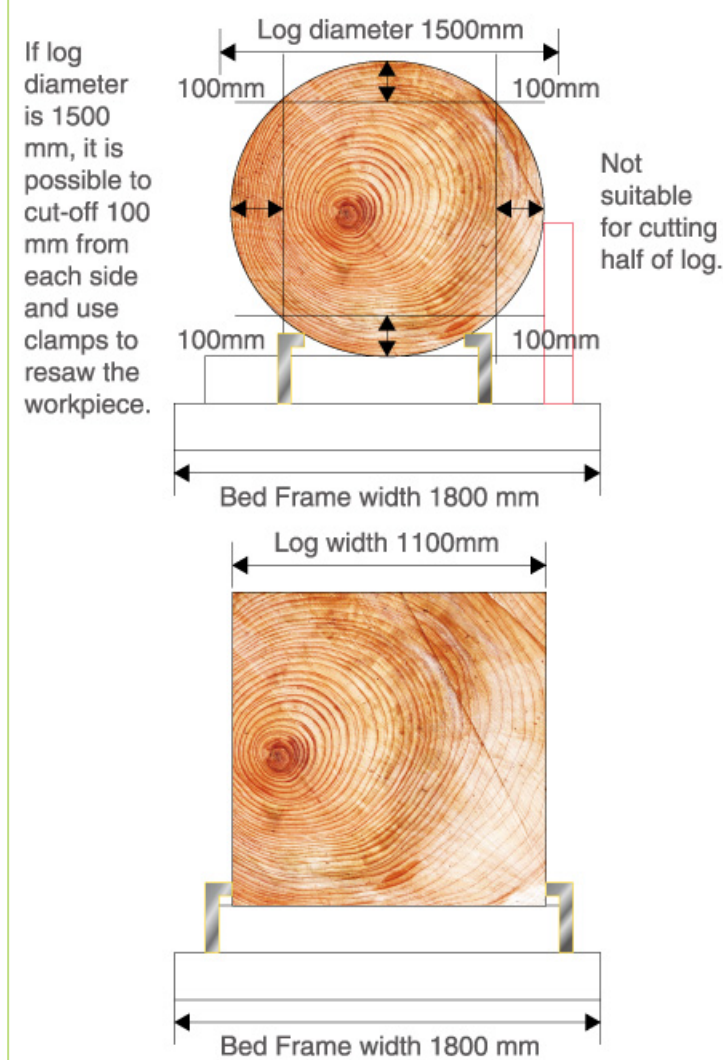 Log diameter 1500mm
If log
diameter
is 1500
mm, it is
possible to
cut-off 100
mm from
each side
and use
clamps to
resaw the
workpiece.
100mm
100mm
Not
suitable
for cutting
half of log.
100mm
100mm
Bed Frame width 1800 mm
Log width 1100mm
Bed Frame width 1800 mm